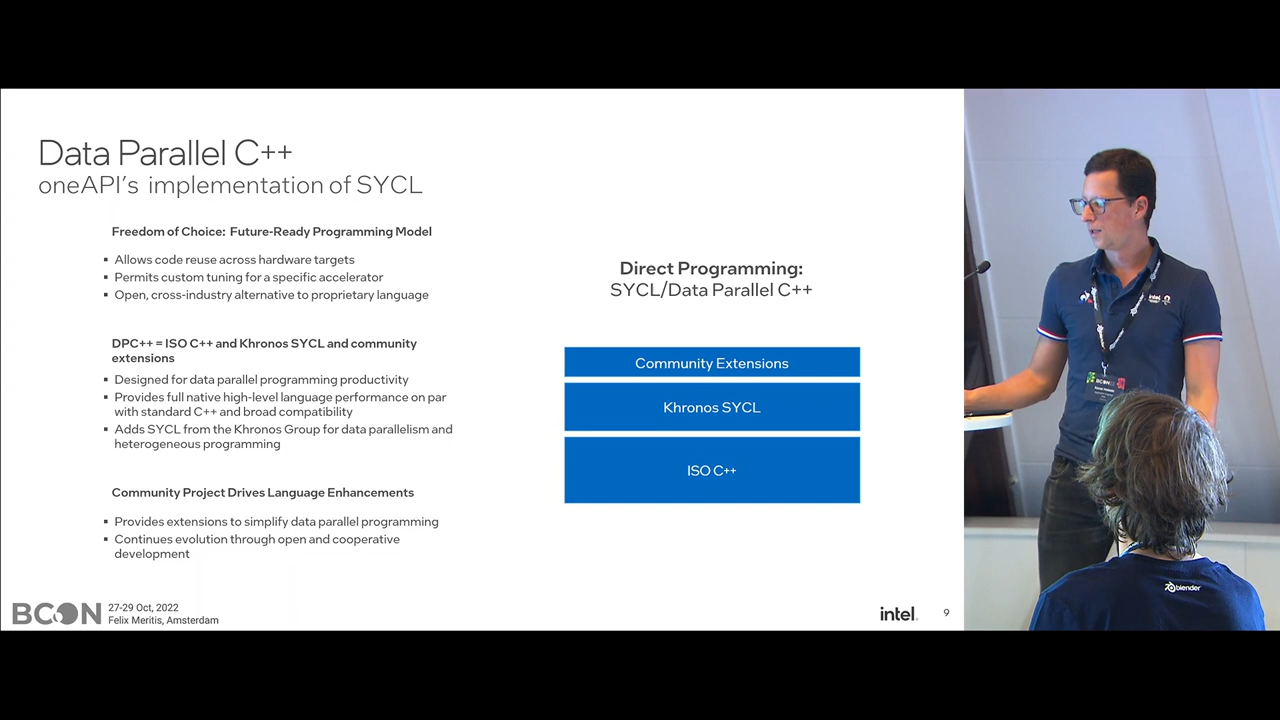 Data Parallel C++
oneAPI's implementation of SYCL
Freedom of Choice: Future-Ready Programming Model
▪ Allows code reuse across hardware targets
▪ Permits custom tuning for a specific accelerator
▪ Open, cross-industry alternative to proprietary language
DPC++ = ISO C++ and Khronos SYCL and community
extensions
▪ Designed for data parallel programming productivity
▪ Provides full native high-level language performance on par
with standard C++ and broad compatibility
▪ Adds SYCL from the Khronos Group for data parallelism and
heterogeneous programming
Community Project Drives Language Enhancements
▪ Provides extensions to simplify data parallel programming
▪ Continues evolution through open and cooperative
development
Direct Programming:
SYCL/Data Parallel C++
Community Extensions
Khronos SYCL
ISO C++
BCON
27-29 Oct, 2022
Felix Meritis, Amsterdam
intel.
9
intel
BCON
blender